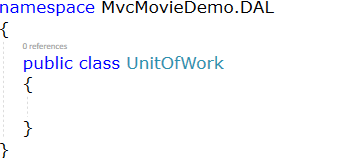 namespace MvcMovieDemo.DAL
{
0 references
public class UnitOfWork
{
}
}